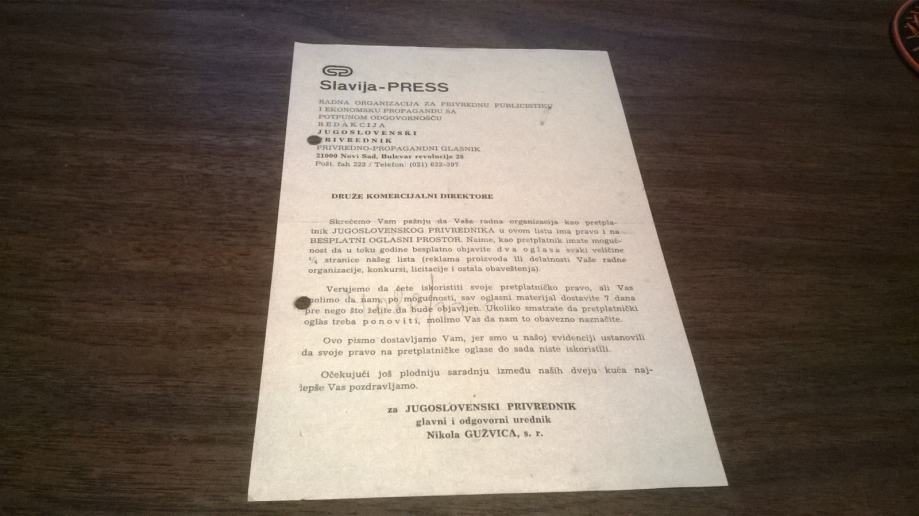 Slavija-PRESS
RADNA ORGANIZACIJA ZA PRIVREDNU PUBLICISTIKU
I EKONOMSKU PROPAGANDU SA
POTPUNOM ODGOVORNOŠĆU
REDAKCIJA
JUGOSLOVENSKI
PRIVREDNIK
PRIVREDNO-PROPAGANDNI GLASNIK
21000 Novi Sad, Bulevar revolucije 28
Pošt. fah 222 / Telefon: (021) 622-397
DRUŽE KOMERCIJALNI DIREKTORE
Skrećemo Vam pažnju da Vaša radna organizacija kao pretpla-
tnik JUGOSLOVENSKOG PRIVREDNIKA u ovom listu ima pravo i na
BESPLATNI OGLASNI PROSTOR. Naime, kao pretplatnik imate moguć-
nost da u toku godine besplatno objavite dva oglasa svaki veličine
¼ stranice našeg lista (reklama proizvoda ili delatnosti Vaše radne
organizacije, konkursi, licitacije i ostala obaveštenja).
Verujemo da ćete iskoristiti svoje pretplatničko pravo, ali Vas
molimo da nam, po mogućnosti, sav oglasni materijal dostavite 7 dana
pre nego što želite da bude objavljen. Ukoliko smatrate da pretplatnički
oglas treba ponoviti, molimo Vas da nam to obavezno naznačite.
Ovo pismo dostavljamo Vam, jer smo u našoj evidenciji ustanovili
da svoje pravo na pretplatničke oglase do sada niste iskoristili.
Očekujući još plodniju saradnju između naših dveju kuća naj-
lepše Vas pozdravljamo.
za JUGOSLOVENSKI PRIVREDNIK
glavni i odgovorni urednik
Nikola GUŽVICA, s. r.